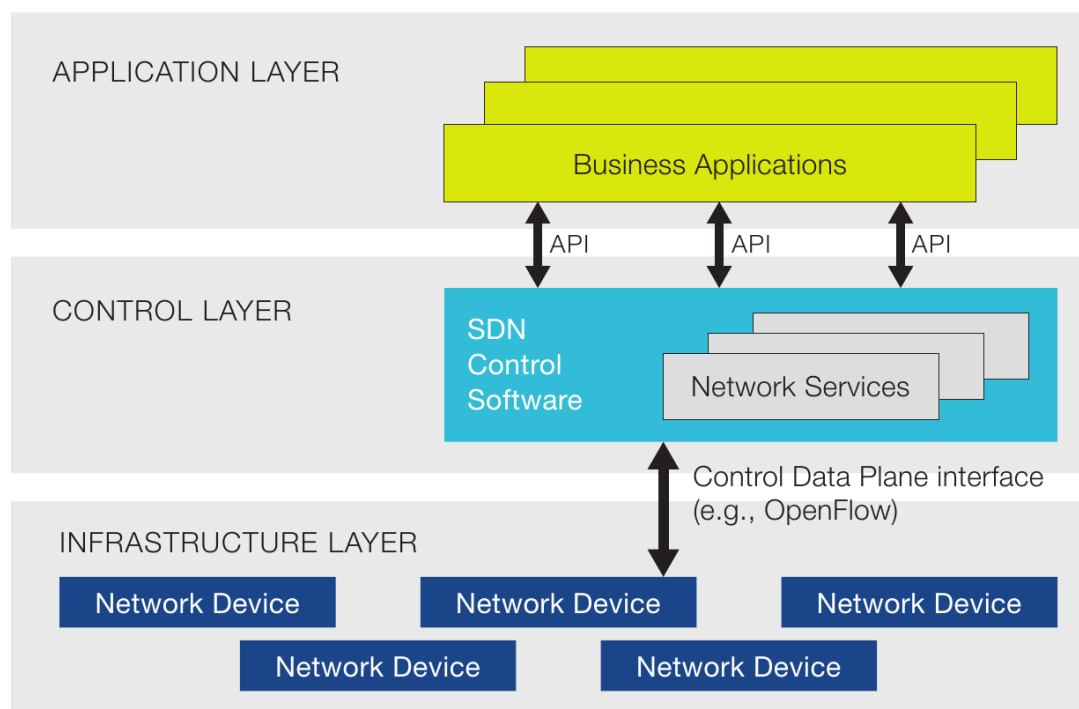 APPLICATION LAYER
Business Applications
API
API
API
CONTROL LAYER
SDN
Control
Software
Network Services
Control Data Plane interface
(e.g., OpenFlow)
INFRASTRUCTURE LAYER
Network Device
Network Device
Network Device
Network Device
Network Device